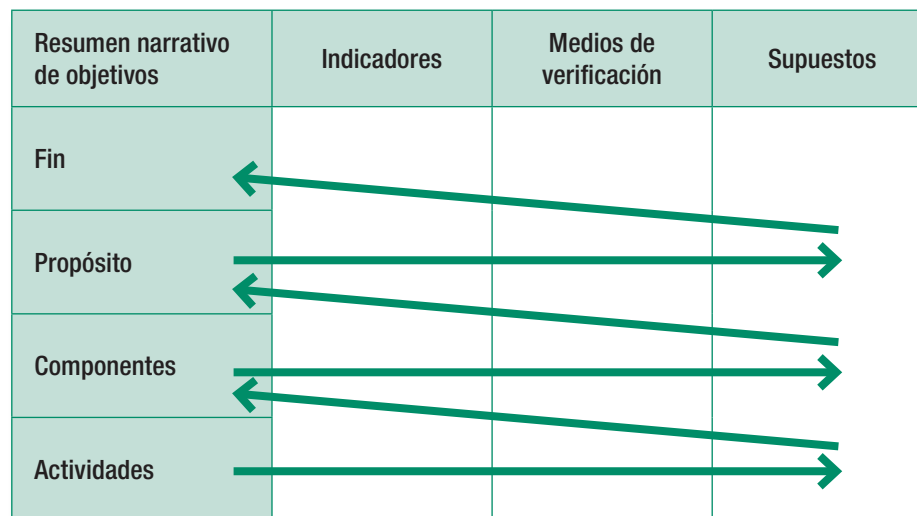 Resumen narrativo
de objetivos
Indicadores
Medios de
verificación
Supuestos
Fin
Propósito
Componentes
Actividades